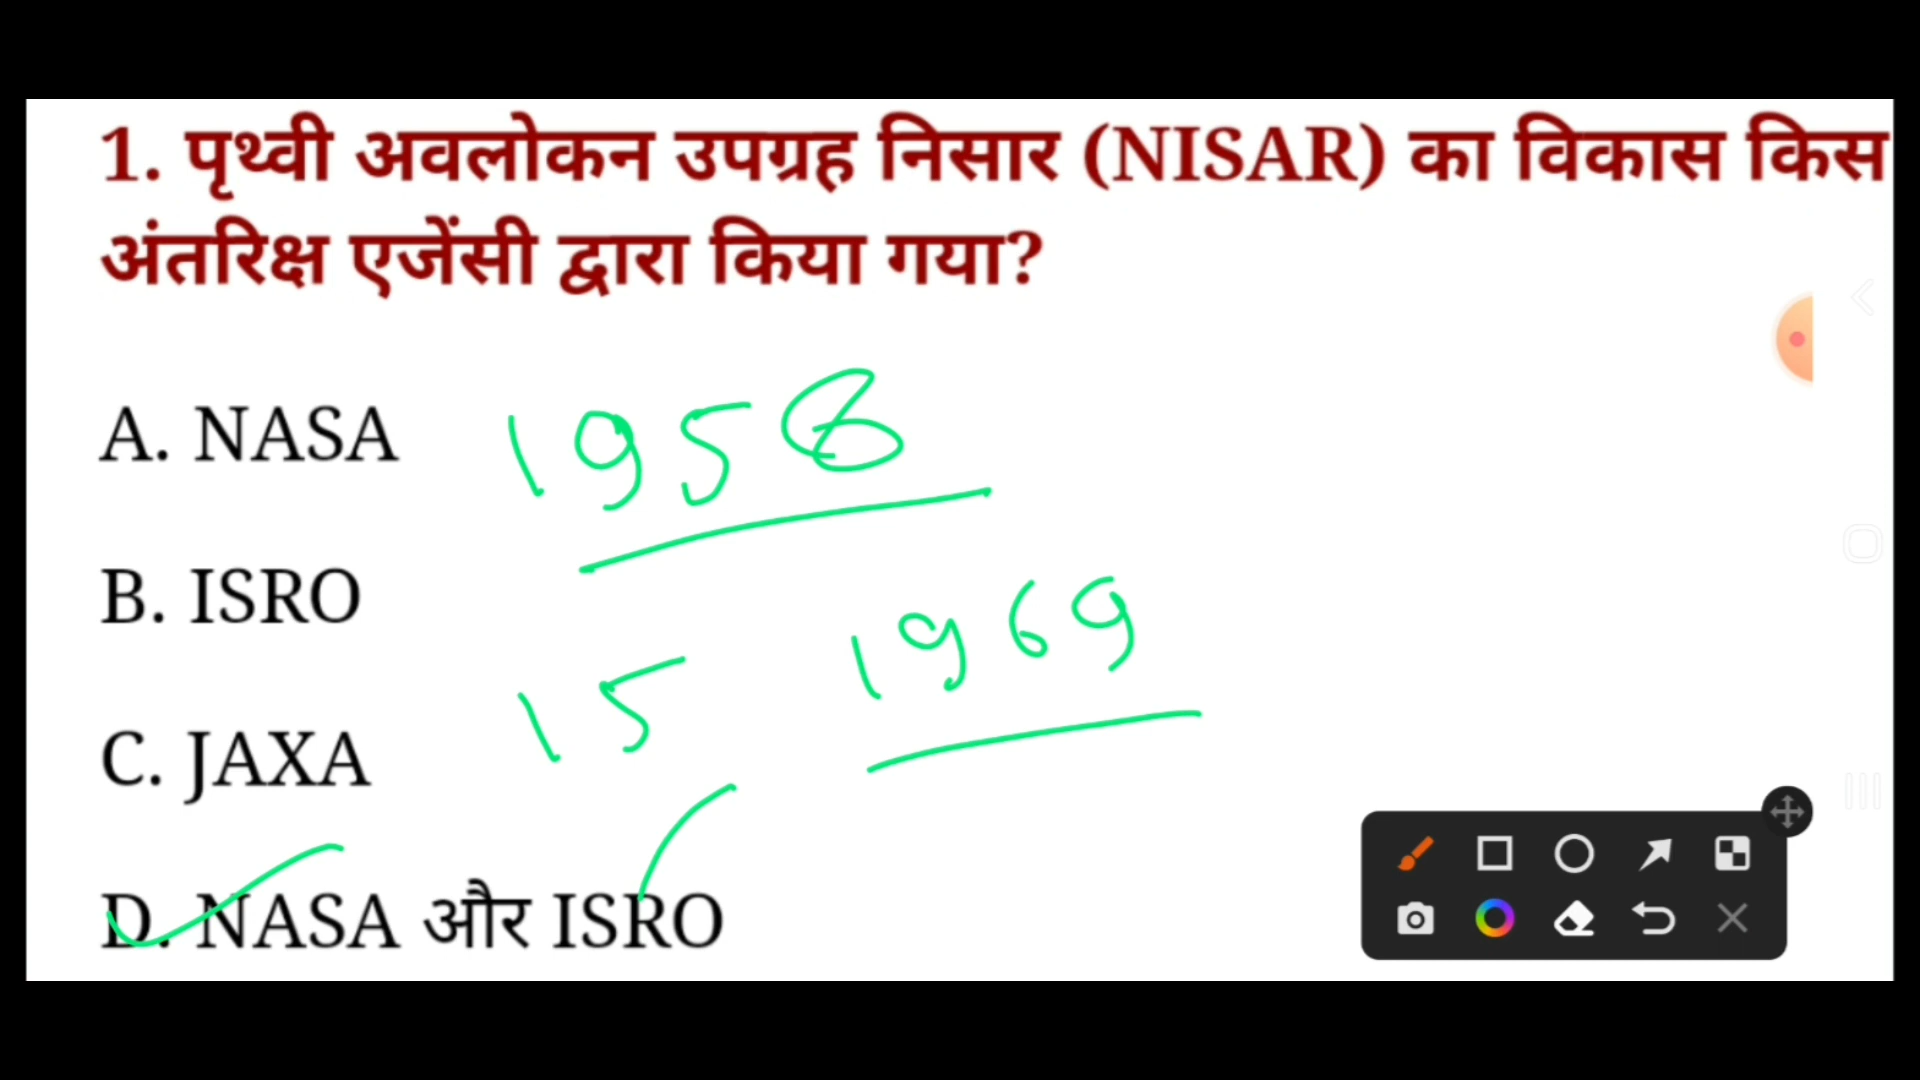 1. पृथ्वी अवलोकन उपग्रह निसार (NISAR) का विकास किस
अंतरिक्ष एजेंसी द्वारा किया गया?
A. NASA
1958
B. ISRO
15 1969
C. JAXA
D. NASA और ISRO